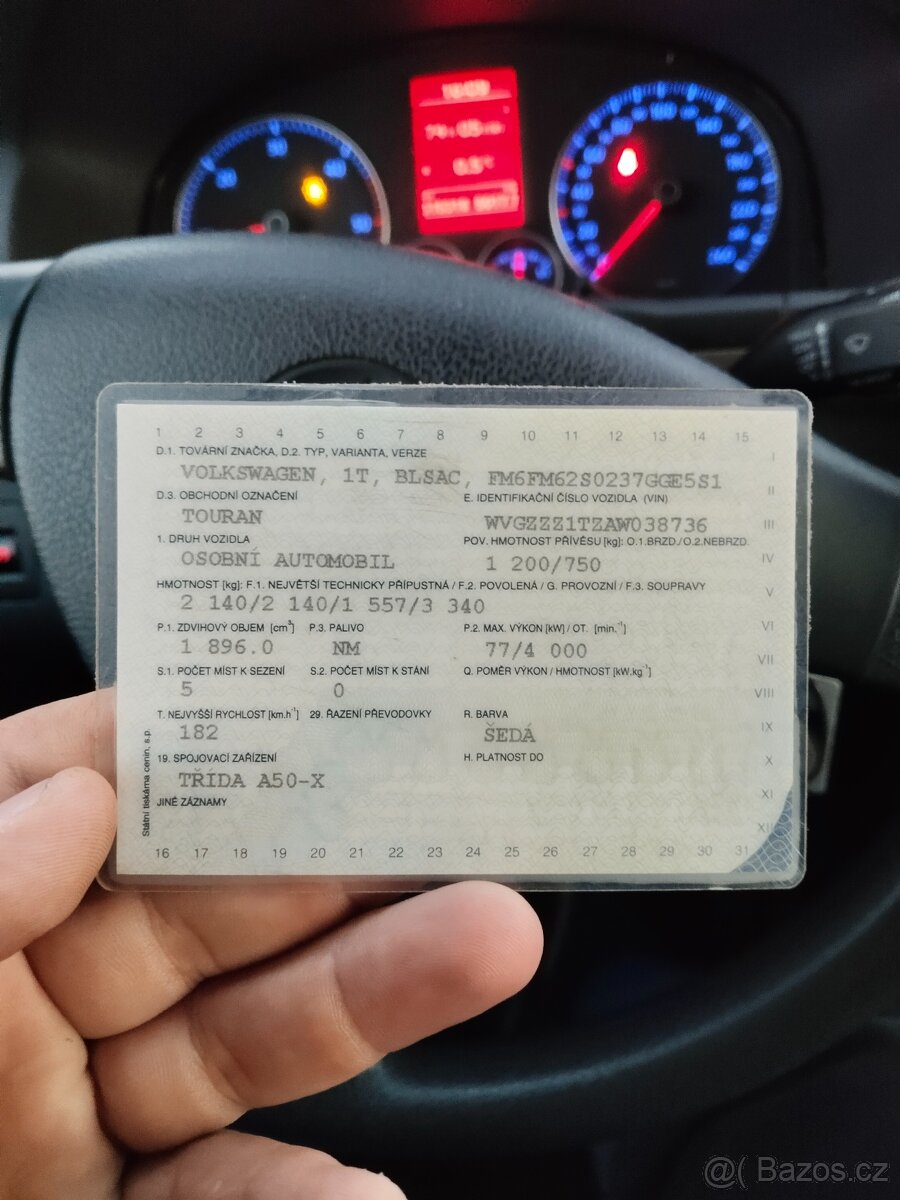 1 2 3 4 5 6 7 8 9 10 11 12 13 14 15
D.1. TOVÁRNÍ ZNAČKA, D.2. TYP, VARIANTA, VERZE
VOLKSWAGEN, 1T, BLSAC, FM6FM62S0237GGE5S1
I
D.3. OBCHODNÍ OZNAČENÍ E. IDENTIFIKAČNÍ ČÍSLO VOZIDLA (VIN)
II
TOURAN WVGZZZ1TZAW038736
III
1. DRUH VOZIDLA POV. HMOTNOST PŘÍVĚSU [kg]: O.1.BRZD./O.2.NEBRZD.
OSOBNÍ AUTOMOBIL 1 200/750
IV
HMOTNOST [kg]: F.1. NEJVĚTŠÍ TECHNICKY PŘÍPUSTNÁ / F.2. POVOLENÁ / G. PROVOZNÍ / F.3. SOUPRAVY
V
2 140/2 140/1 557/3 340
P.1. ZDVIHOVÝ OBJEM [cm³] P.3. PALIVO P.2. MAX. VÝKON [kW] / OT. [min.⁻¹]
VI
1 896.0 NM 77/4 000
VII
S.1. POČET MÍST K SEZENÍ S.2. POČET MÍST K STÁNÍ Q. POMĚR VÝKON / HMOTNOST [kW.kg⁻¹]
5 0
VIII
T. NEJVYŠŠÍ RYCHLOST [km.h⁻¹] 29. ŘAZENÍ PŘEVODOVKY R. BARVA
IX
182 ŠEDÁ
19. SPOJOVACÍ ZAŘÍZENÍ H. PLATNOST DO
X
TŘÍDA A50-X
XI
JINÉ ZÁZNAMY
XII
16 17 18 19 20 21 22 23 24 25 26 27 28 29 30 31
Státní tiskárna cenin, s.p.
@( Bazos.cz